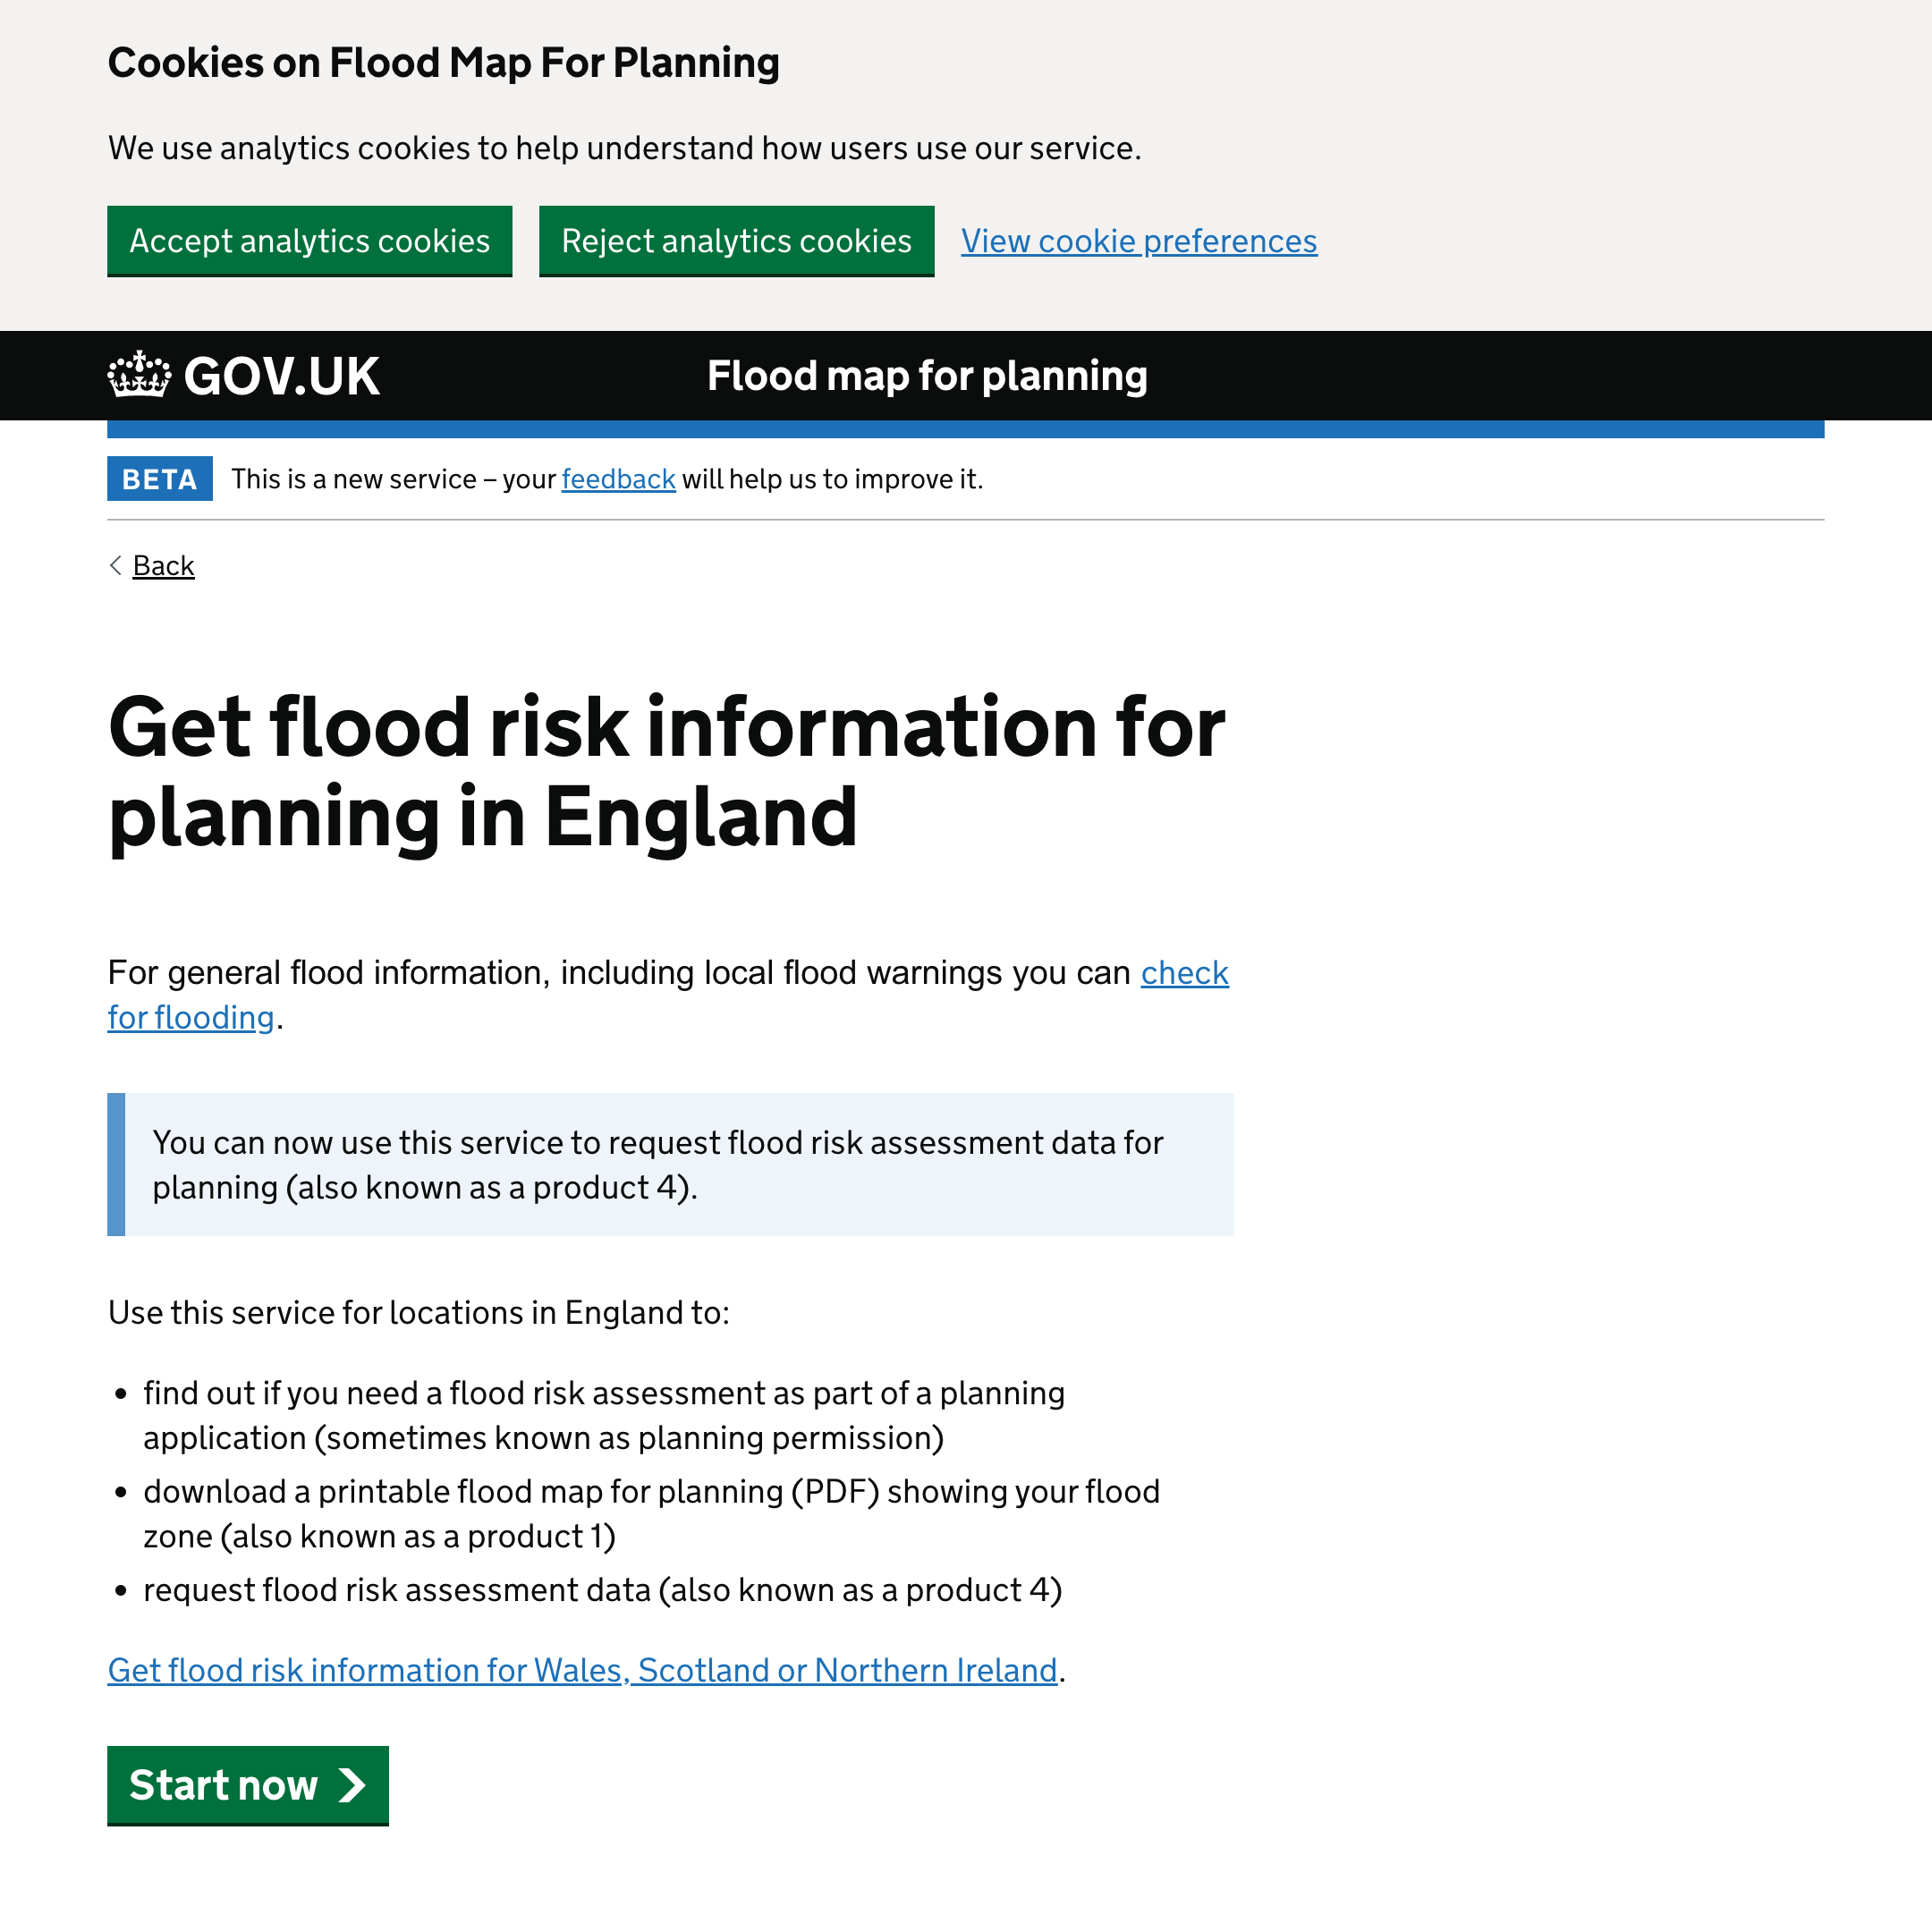 Cookies on Flood Map For Planning
We use analytics cookies to help understand how users use our service.
Accept analytics cookies Reject analytics cookies View cookie preferences
GOV.UK Flood map for planning
BETA This is a new service – your feedback will help us to improve it.
Back
Get flood risk information for
planning in England
For general flood information, including local flood warnings you can check
for flooding.
You can now use this service to request flood risk assessment data for
planning (also known as a product 4).
Use this service for locations in England to:
• find out if you need a flood risk assessment as part of a planning
application (sometimes known as planning permission)
• download a printable flood map for planning (PDF) showing your flood
zone (also known as a product 1)
• request flood risk assessment data (also known as a product 4)
Get flood risk information for Wales, Scotland or Northern Ireland.
Start now